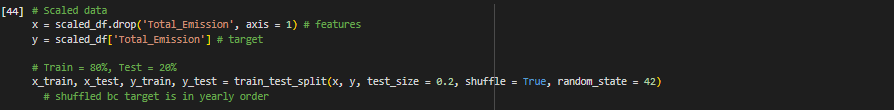 [44] # Scaled data
x = scaled_df.drop('Total_Emission', axis = 1) # features
y = scaled_df['Total_Emission'] # target
# Train = 80%, Test = 20%
x_train, x_test, y_train, y_test = train_test_split(x, y, test_size = 0.2, shuffle = True, random_state = 42)
# shuffled bc target is in yearly order